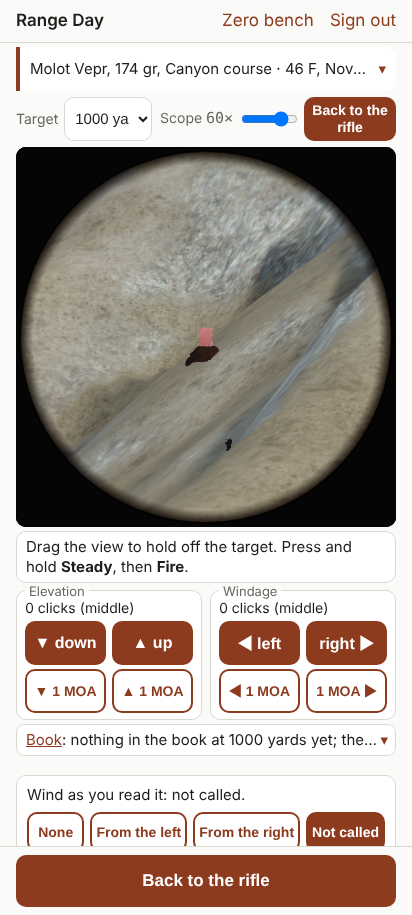 Range Day Zero bench Sign out
Molot Vepr, 174 gr, Canyon course · 46 F, Nov... ▼
Target 1000 ya Scope 60× Back to the rifle
Drag the view to hold off the target. Press and
hold Steady, then Fire.
Elevation
0 clicks (middle)
▼ down ▲ up
▼ 1 MOA ▲ 1 MOA
Windage
0 clicks (middle)
◀ left right ▶
◀ 1 MOA 1 MOA ▶
Book: nothing in the book at 1000 yards yet; the... ▼
Wind as you read it: not called.
None From the left From the right Not called
Back to the rifle